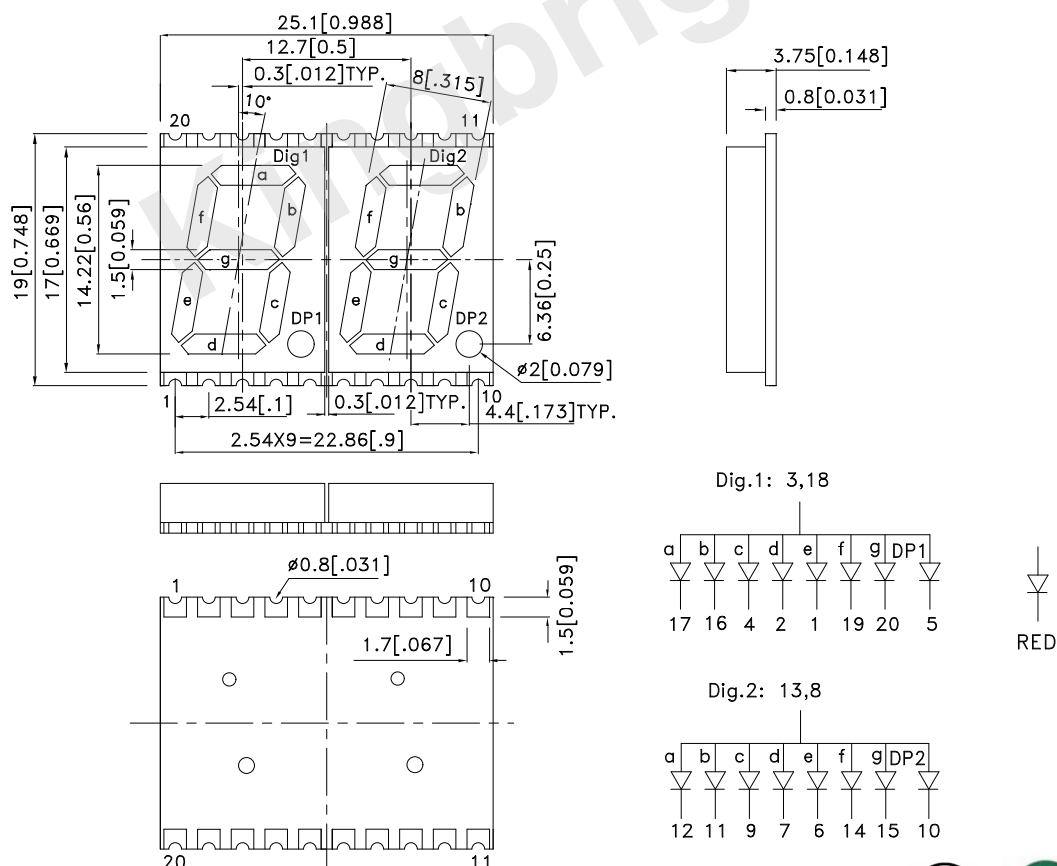 25.1[0.988]
12.7[0.5]
0.3[.012]TYP.
8[.315]
10°
20
11
Dig1
Dig2
a
f
b
g
e
c
d
DP1
f
b
g
e
c
d
DP2
19[0.748]
17[0.669]
14.22[0.56]
1.5[0.059]
6.36[0.25]
ø2[0.079]
1
10
2.54[.1]
0.3[.012]TYP.
4.4[.173]TYP.
2.54X9=22.86[.9]
3.75[0.148]
0.8[0.031]
ø0.8[.031]
1
10
1.5[0.059]
1.7[.067]
20
11
Dig.1: 3,18
a b c d e f g DP1
17 16 4 2 1 19 20 5
RED
Dig.2: 13,8
a b c d e f g DP2
12 11 9 7 6 14 15 10